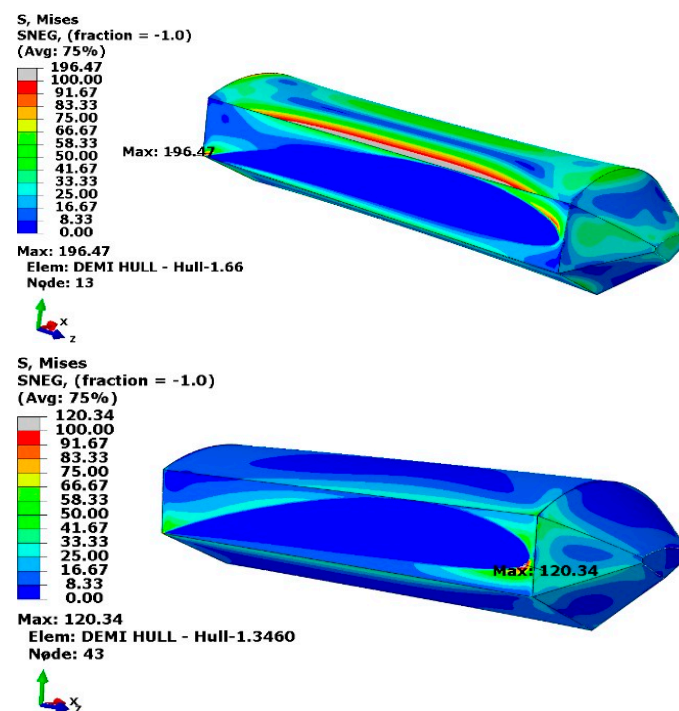 S, Mises
SNEG, (fraction = -1.0)
(Avg: 75%)
196.47
100.00
91.67
83.33
75.00
66.67
58.33
50.00
41.67
33.33
25.00
16.67
8.33
0.00
Max: 196.47
Max: 196.47
Elem: DEMI HULL - Hull-1.66
Node: 13
Y
X
Z
S, Mises
SNEG, (fraction = -1.0)
(Avg: 75%)
120.34
100.00
91.67
83.33
75.00
66.67
58.33
50.00
41.67
33.33
25.00
16.67
8.33
0.00
Max: 120.34
Max: 120.34
Elem: DEMI HULL - Hull-1.3460
Node: 43
Y
X
Z